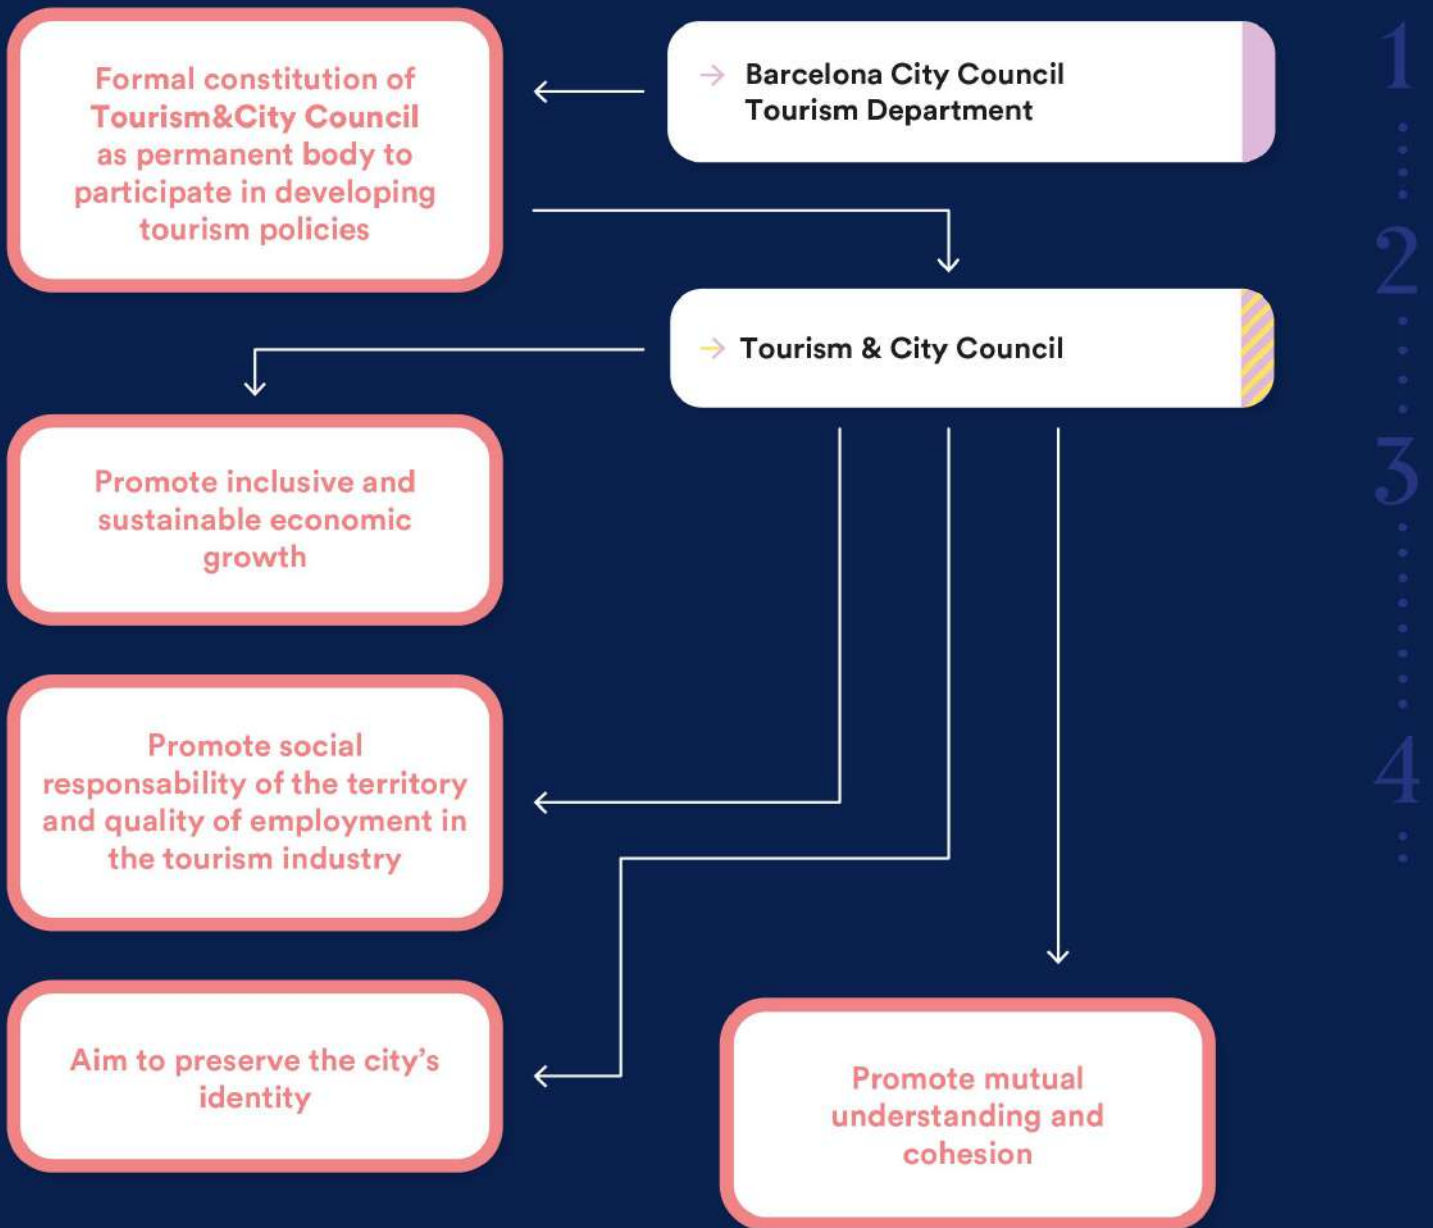 Formal constitution of
Tourism&City Council
as permanent body to
participate in developing
tourism policies
→ Barcelona City Council
Tourism Department
1
2
→ Tourism & City Council
3
Promote inclusive and
sustainable economic
growth
Promote social
responsability of the territory
and quality of employment in
the tourism industry
4
Aim to preserve the city’s
identity
Promote mutual
understanding and
cohesion